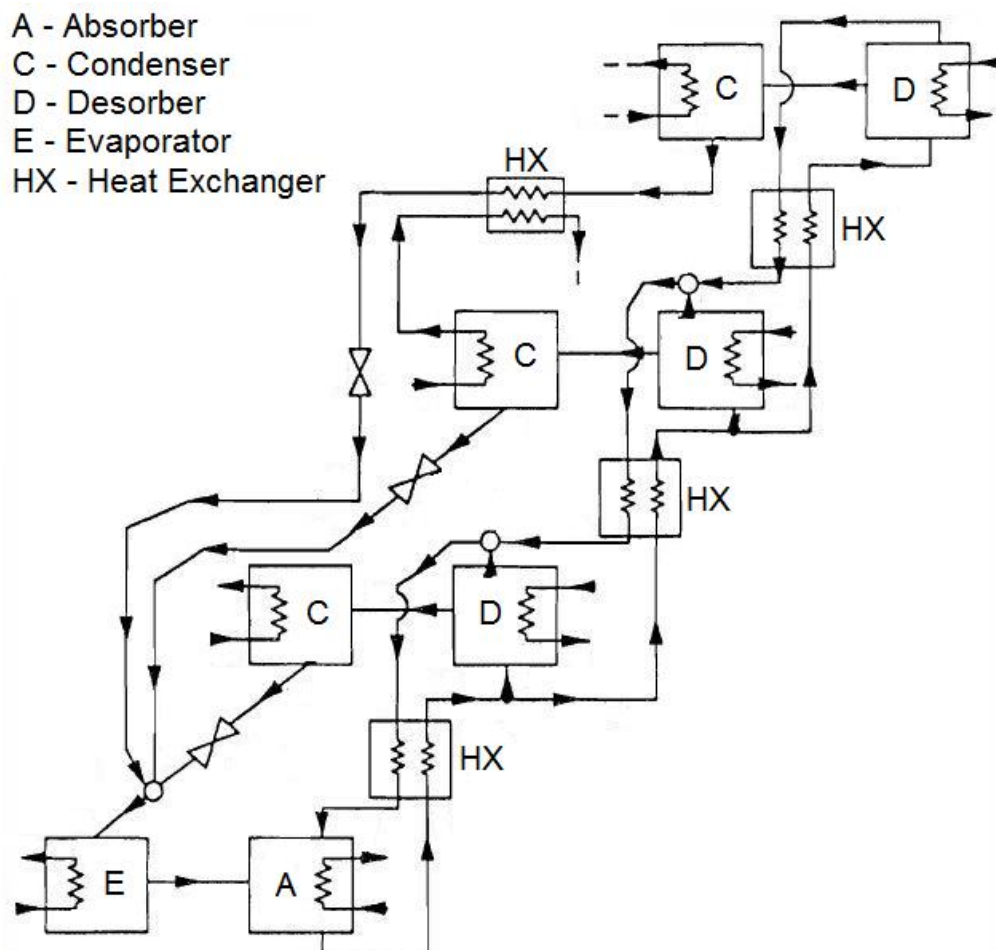 A - Absorber
C - Condenser
D - Desorber
E - Evaporator
HX - Heat Exchanger
C
D
HX
HX
C
D
HX
C
D
HX
E
A